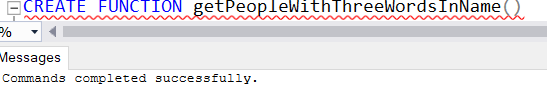 CREATE FUNCTION getPeopleWithThreeWordsInName()
%
Messages
Commands completed successfully.